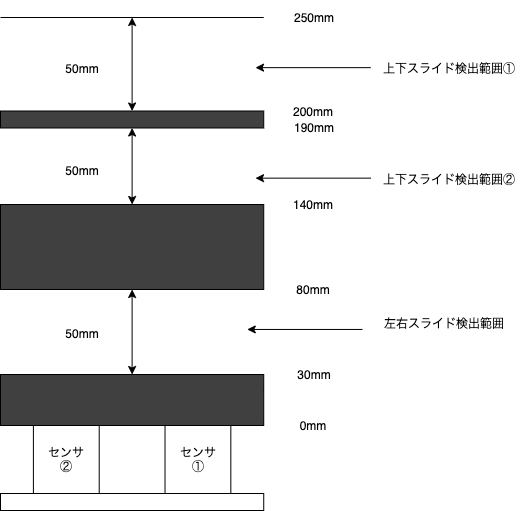 250mm
50mm
上下スライド検出範囲①
200mm
190mm
50mm
上下スライド検出範囲②
140mm
80mm
50mm
左右スライド検出範囲
30mm
0mm
センサ
②
センサ
①